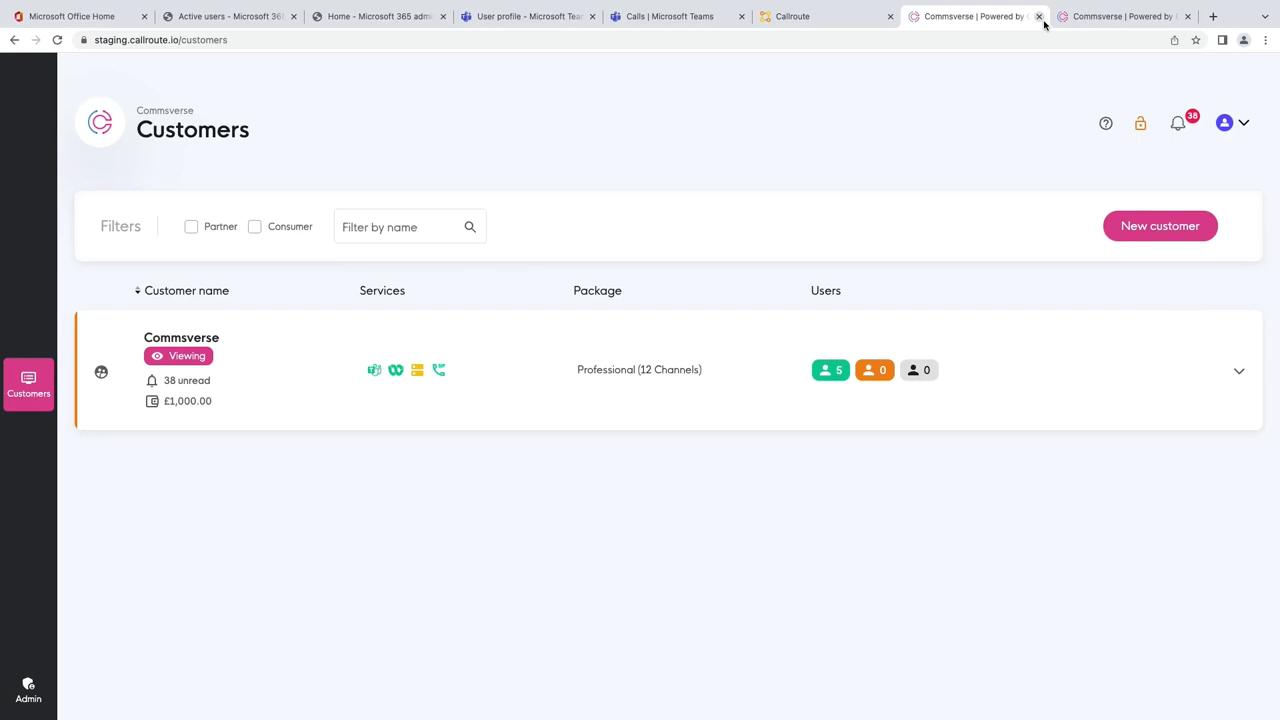 Microsoft Office Home
Active users - Microsoft 365
Home - Microsoft 365 admi
User profile - Microsoft Tea
Calls | Microsoft Teams
Callroute
Commsverse | Powered by C
Commsverse | Powered by
staging.callroute.io/customers
Commsverse
Customers
38
Filters
Partner
Consumer
Filter by name
New customer
Customer name
Services
Package
Users
Commsverse
Viewing
38 unread
£1,000.00
Professional (12 Channels)
5
0
0
Customers
Admin